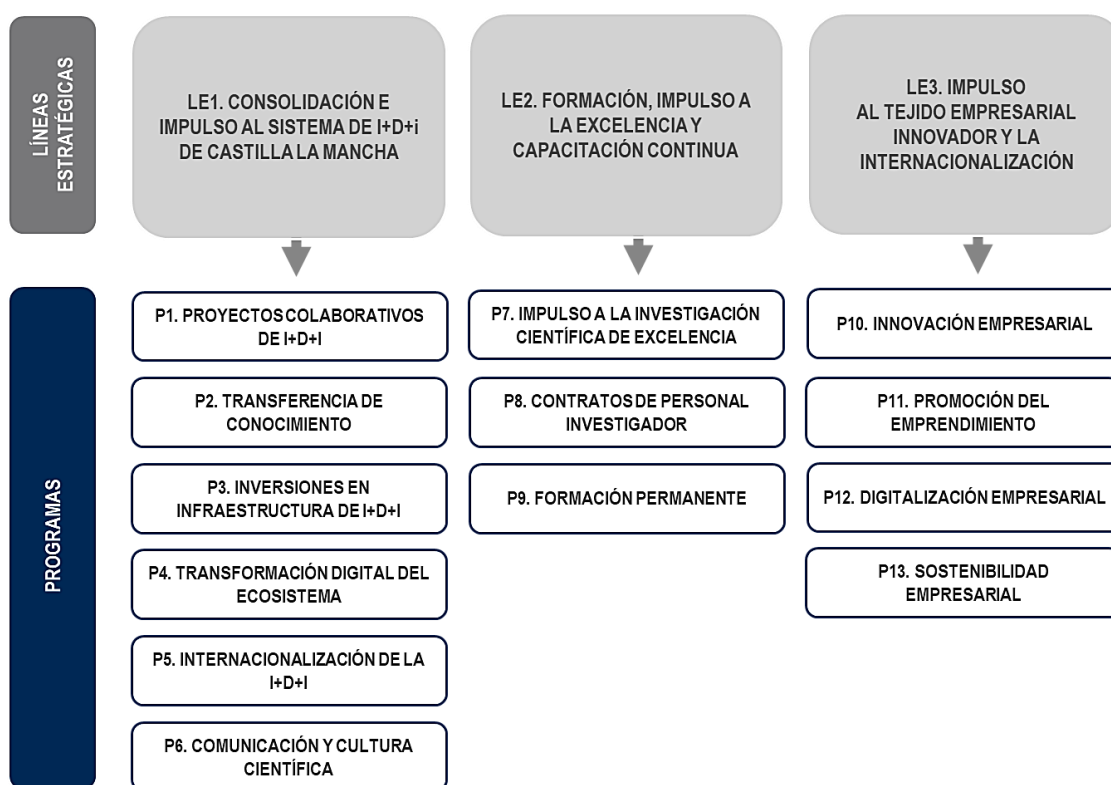 LÍNEAS
ESTRATÉGICAS
LE1. CONSOLIDACIÓN E
IMPULSO AL SISTEMA DE I+D+i
DE CASTILLA LA MANCHA
LE2. FORMACIÓN, IMPULSO A
LA EXCELENCIA Y
CAPACITACIÓN CONTINUA
LE3. IMPULSO
AL TEJIDO EMPRESARIAL
INNOVADOR Y LA
INTERNACIONALIZACIÓN
PROGRAMAS
P1. PROYECTOS COLABORATIVOS
DE I+D+I
P2. TRANSFERENCIA DE
CONOCIMIENTO
P3. INVERSIONES EN
INFRAESTRUCTURA DE I+D+I
P4. TRANSFORMACIÓN DIGITAL DEL
ECOSISTEMA
P5. INTERNACIONALIZACIÓN DE LA
I+D+I
P6. COMUNICACIÓN Y CULTURA
CIENTÍFICA
P7. IMPULSO A LA INVESTIGACIÓN
CIENTÍFICA DE EXCELENCIA
P8. CONTRATOS DE PERSONAL
INVESTIGADOR
P9. FORMACIÓN PERMANENTE
P10. INNOVACIÓN EMPRESARIAL
P11. PROMOCIÓN DEL
EMPRENDIMIENTO
P12. DIGITALIZACIÓN EMPRESARIAL
P13. SOSTENIBILIDAD
EMPRESARIAL